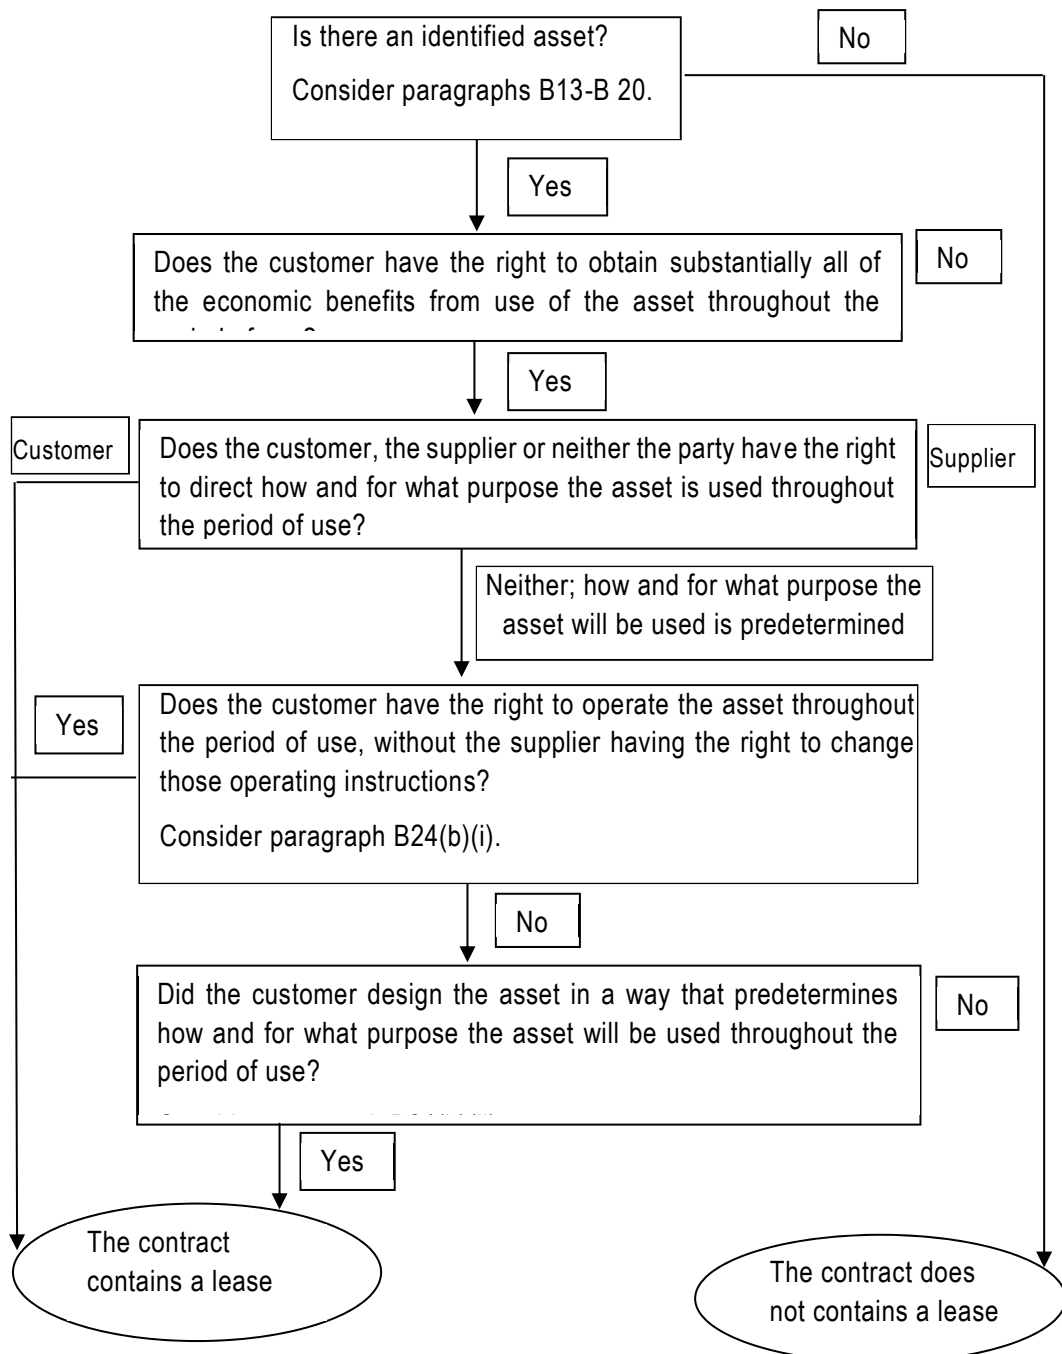 Is there an identified asset?
No
Consider paragraphs B13-B 20.
Yes
Does the customer have the right to obtain substantially all of
the economic benefits from use of the asset throughout the
No
Yes
Customer
Does the customer, the supplier or neither the party have the right
to direct how and for what purpose the asset is used throughout
the period of use?
Supplier
Neither; how and for what purpose the
asset will be used is predetermined
Yes
Does the customer have the right to operate the asset throughout
the period of use, without the supplier having the right to change
those operating instructions?
Consider paragraph B24(b)(i).
No
Did the customer design the asset in a way that predetermines
how and for what purpose the asset will be used throughout the
period of use?
No
Yes
The contract
contains a lease
The contract does
not contains a lease